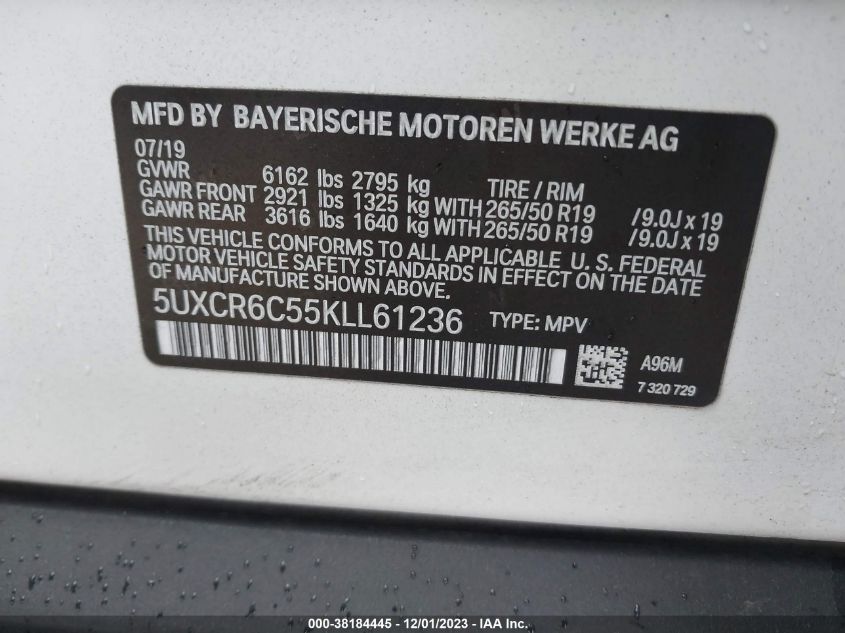 MFD BY BAYERISCHE MOTOREN WERKE AG
07/19
GVWR 6162 lbs 2795 kg TIRE / RIM
GAWR FRONT 2921 lbs 1325 kg WITH 265/50 R19 /9.0J x 19
GAWR REAR 3616 lbs 1640 kg WITH 265/50 R19 /9.0J x 19
THIS VEHICLE CONFORMS TO ALL APPLICABLE U. S. FEDERAL
MOTOR VEHICLE SAFETY STANDARDS IN EFFECT ON THE DATE
OF MANUFACTURE SHOWN ABOVE.
5UXCR6C55KLL61236 TYPE: MPV
A96M
7 320 729
000-38184445 - 12/01/2023 - IAA Inc.